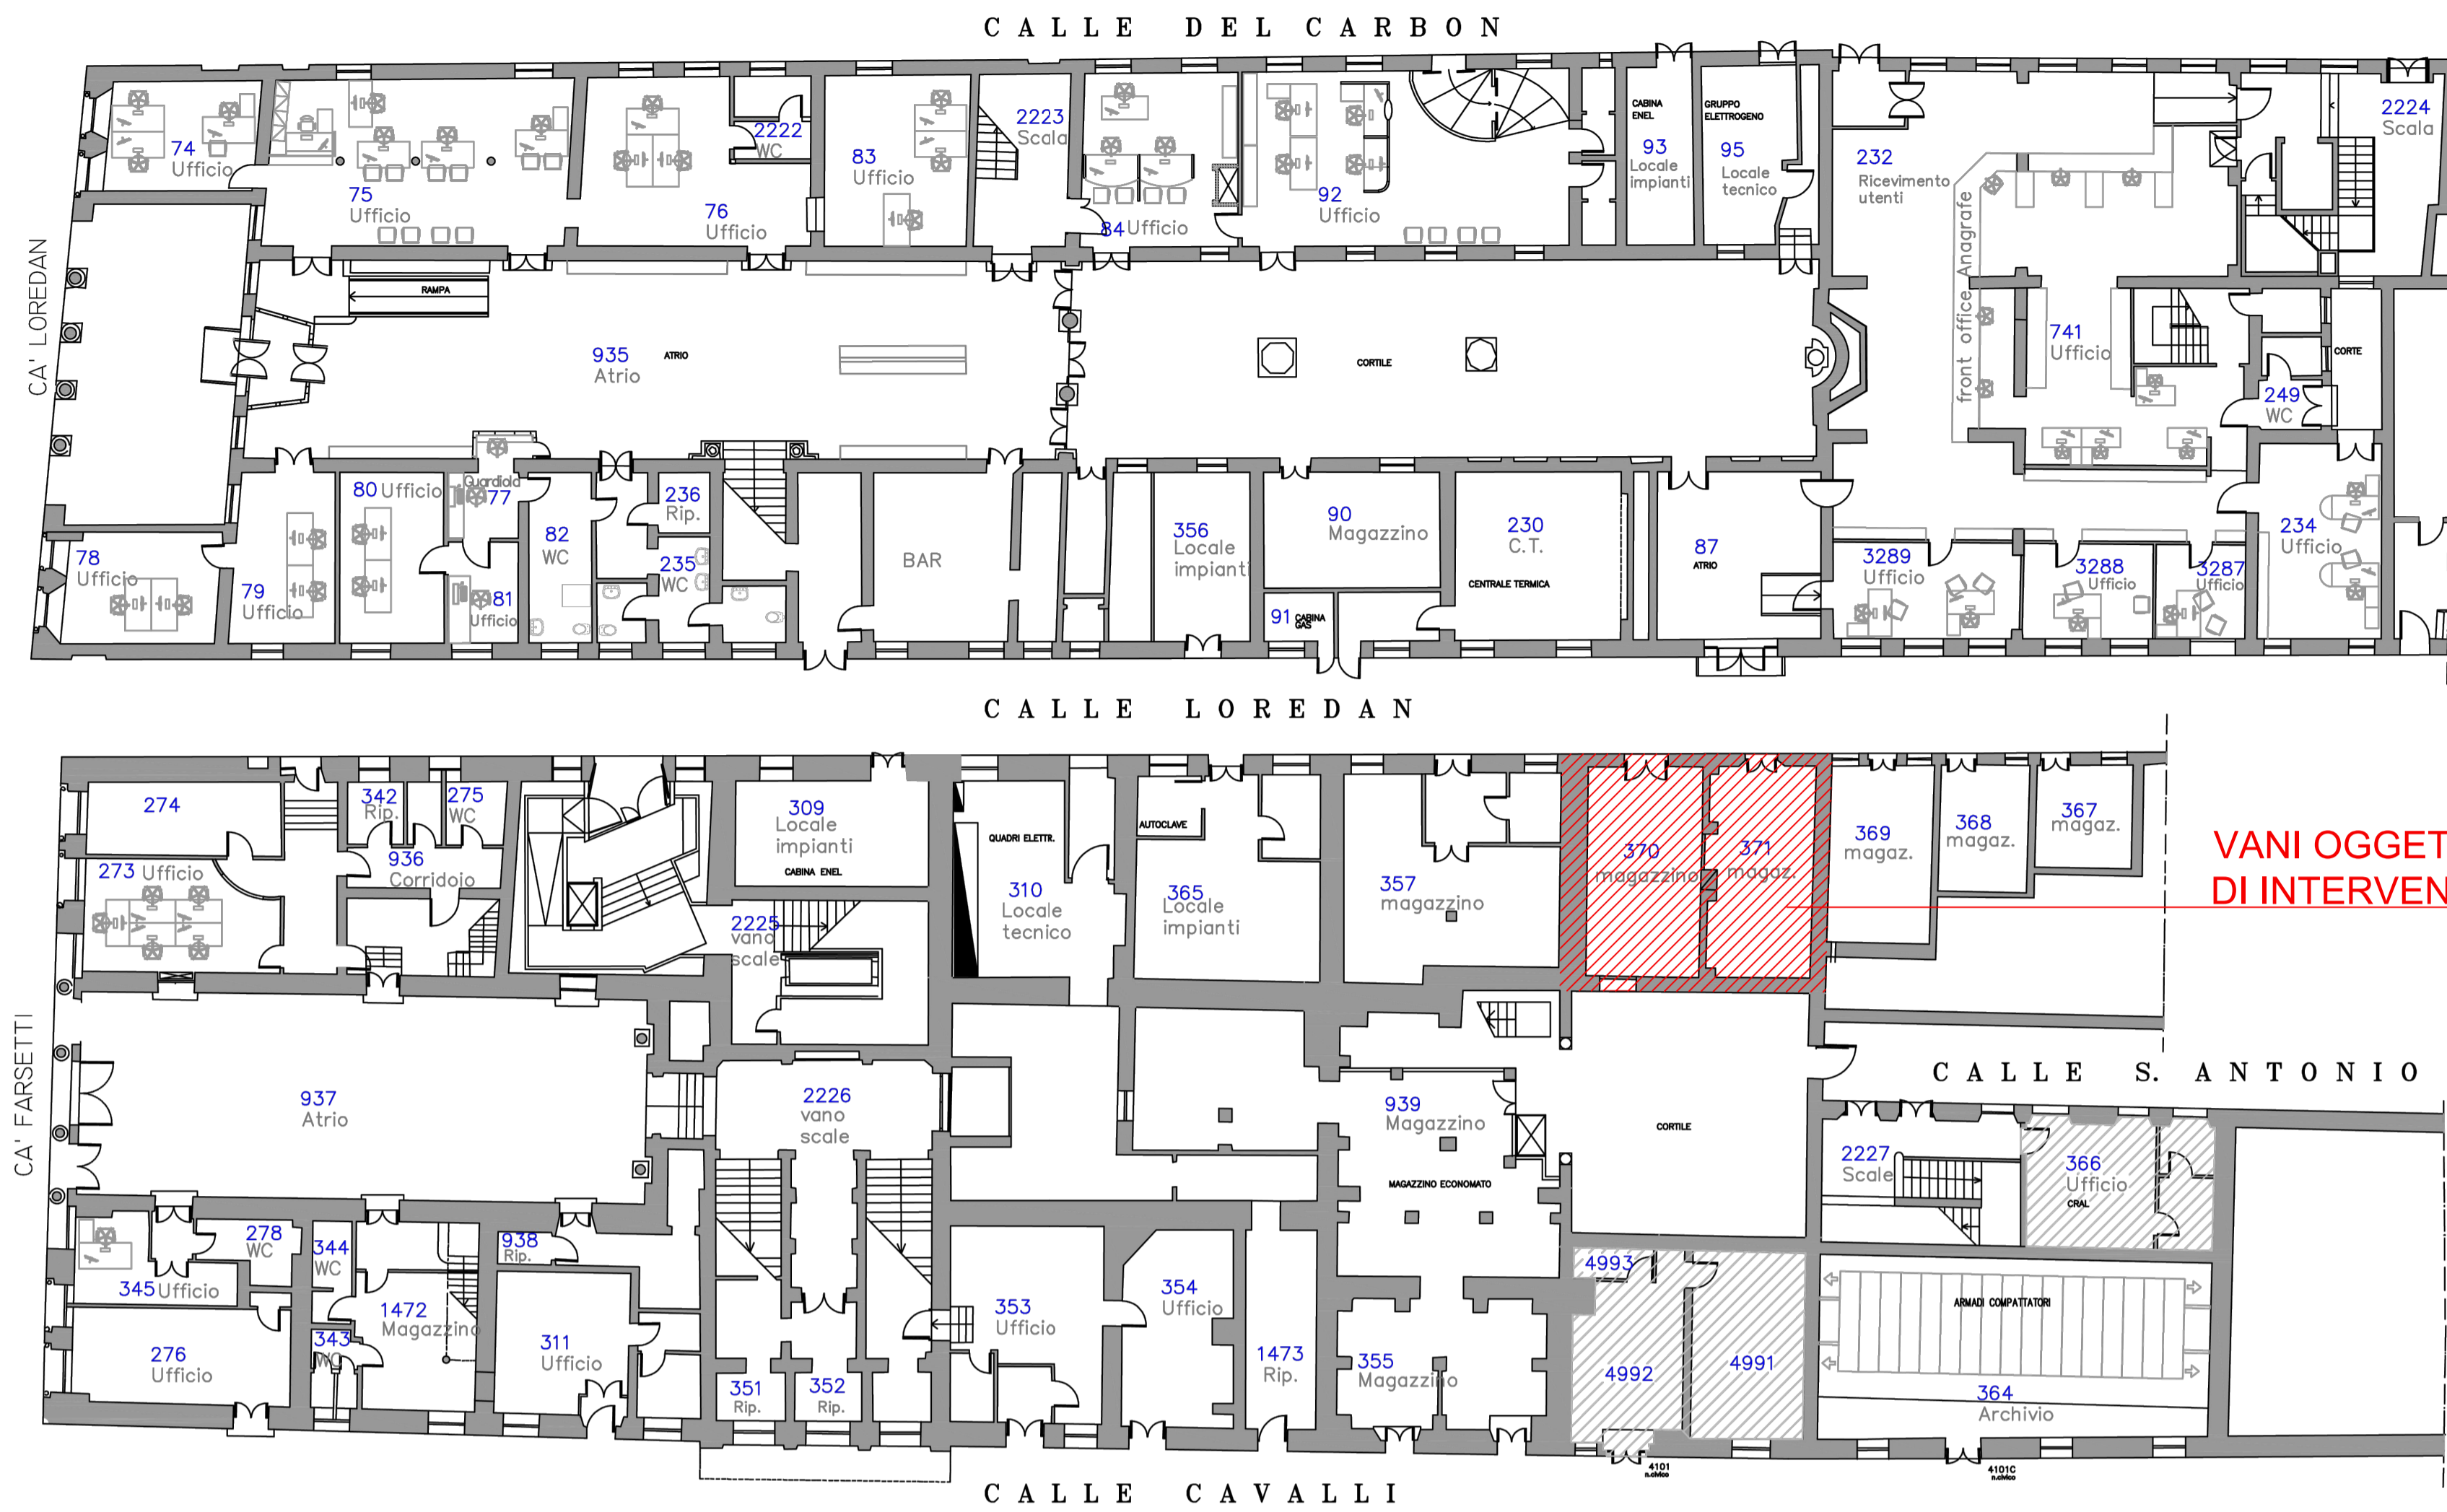 CALLE DEL CARBON
CA' LOREDAN
74
Ufficio
75
Ufficio
76
Ufficio
2222
WC
83
Ufficio
2223
Scala
84 Ufficio
92
Ufficio
CABINA
ENEL
93
Locale
impianti
GRUPPO
ELETTROGENO
95
Locale
tecnico
232
Ricevimento
utenti
2224
Scala
RAMPA
935
Atrio
ATRIO
CORTILE
front office Anagrafe
741
Ufficio
CORTE
249
WC
78
Ufficio
79
Ufficio
80 Ufficio
Guardiola
77
81
Ufficio
82
WC
236
Rip.
235
WC
BAR
356
Locale
impianti
90
Magazzino
91 CABINA
GAS
230
C.T.
CENTRALE TERMICA
87
ATRIO
3289
Ufficio
3288
Ufficio
3287
Ufficio
234
Ufficio
CALLE LOREDAN
CA' FARSETTI
274
273 Ufficio
342
Rip.
275
WC
936
Corridoio
309
Locale
impianti
CABINA ENEL
2225
vano
scale
QUADRI ELETTR.
310
Locale
tecnico
AUTOCLAVE
365
Locale
impianti
357
magazzino
370
magazzino
371
magaz.
369
magaz.
368
magaz.
367
magaz.
VANI OGGET
DI INTERVEN
937
Atrio
2226
vano
scale
939
Magazzino
MAGAZZINO ECONOMATO
CORTILE
CALLE S. ANTONIO
2227
Scale
366
Ufficio
CRAL
345 Ufficio
278
WC
344
WC
343
WC
276
Ufficio
1472
Magazzino
938
Rip.
311
Ufficio
351
Rip.
352
Rip.
353
Ufficio
354
Ufficio
1473
Rip.
355
Magazzino
4993
4992
4991
ARMADI COMPATTATORI
364
Archivio
4101
n.civico
4101C
n.civico
CALLE CAVALLI